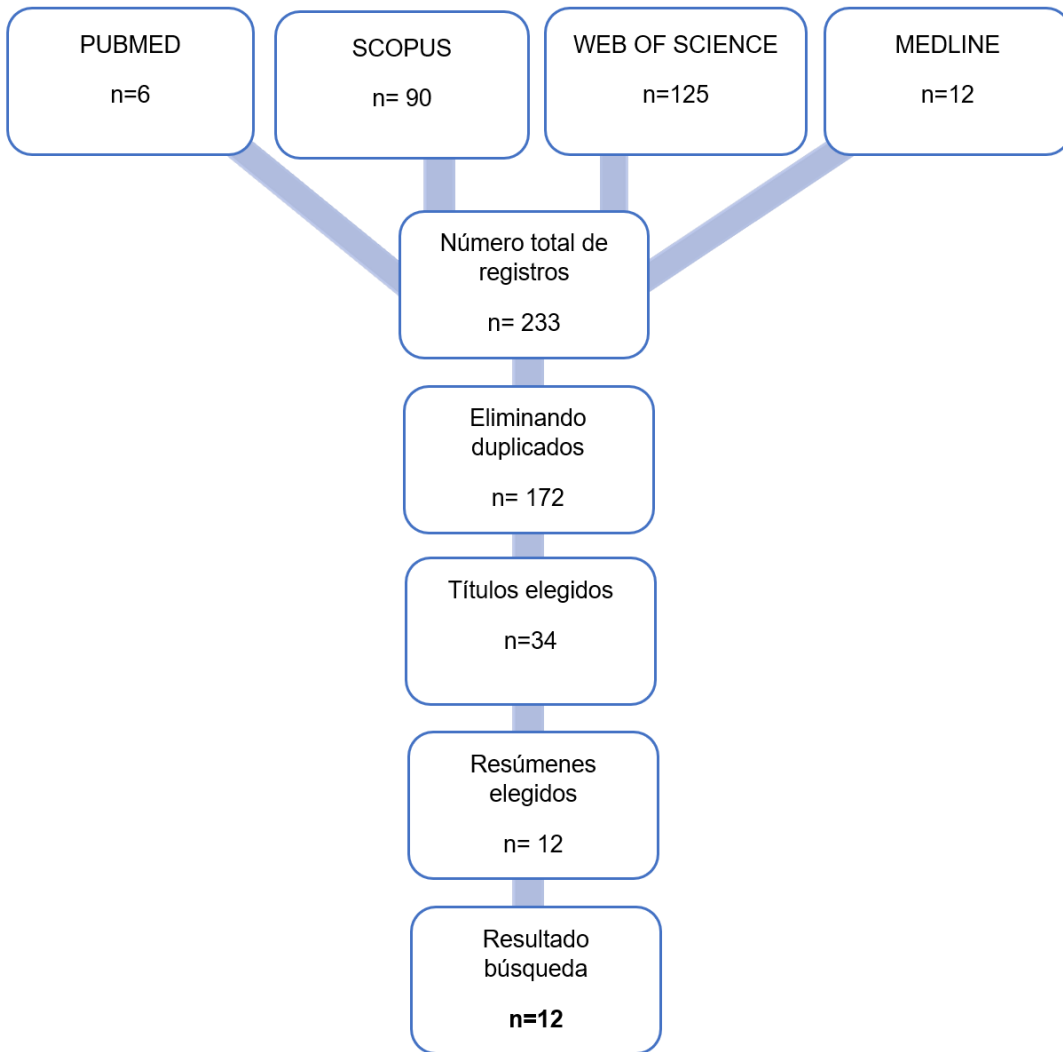 PUBMED
n=6
SCOPUS
n= 90
WEB OF SCIENCE
n=125
MEDLINE
n=12
Número total de
registros
n= 233
Eliminando
duplicados
n= 172
Títulos elegidos
n=34
Resúmenes
elegidos
n= 12
Resultado
búsqueda
n=12